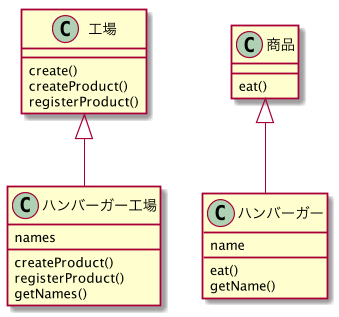 C 工場
create()
createProduct()
registerProduct()
C 商品
eat()
C ハンバーガー工場
names
createProduct()
registerProduct()
getNames()
C ハンバーガー
name
eat()
getName()